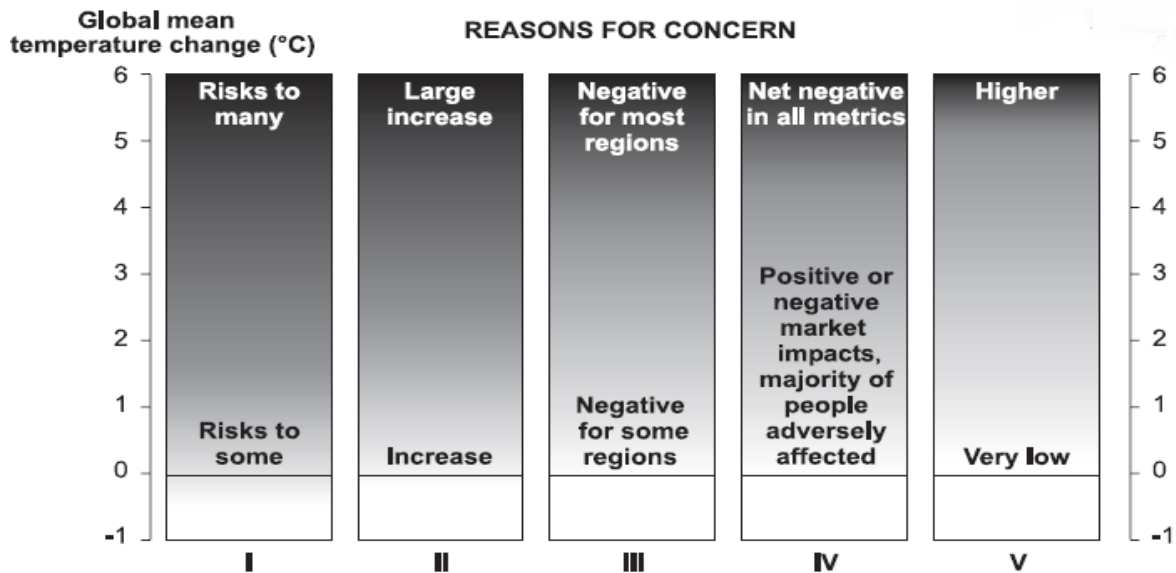 Global mean
temperature change (°C)
REASONS FOR CONCERN
6
5
4
3
2
1
0
-1
Risks to
many
Risks to
some
I
Large
increase
Increase
II
Negative
for most
regions
Negative
for some
regions
III
Net negative
in all metrics
Positive or
negative
market
impacts,
majority of
people
adversely
affected
IV
Higher
Very low
V
6
5
4
3
2
1
0
-1